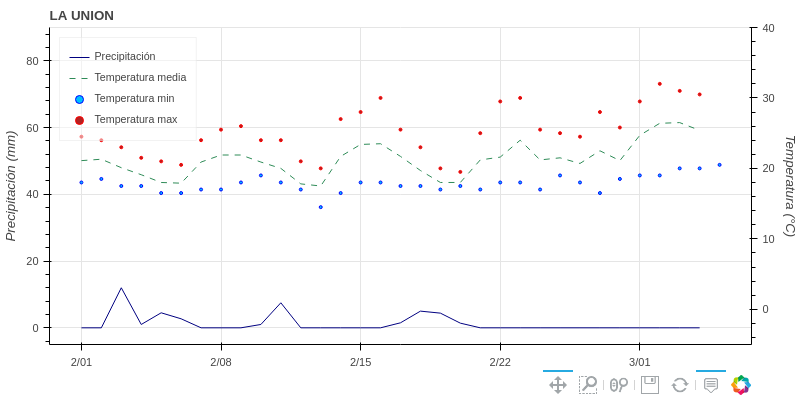 LA UNION
Precipitación
Temperatura media
Temperatura min
Temperatura max
Precipitación (mm)
80
60
40
20
0
Temperatura (°C)
40
30
20
10
0
2/01
2/08
2/15
2/22
3/01